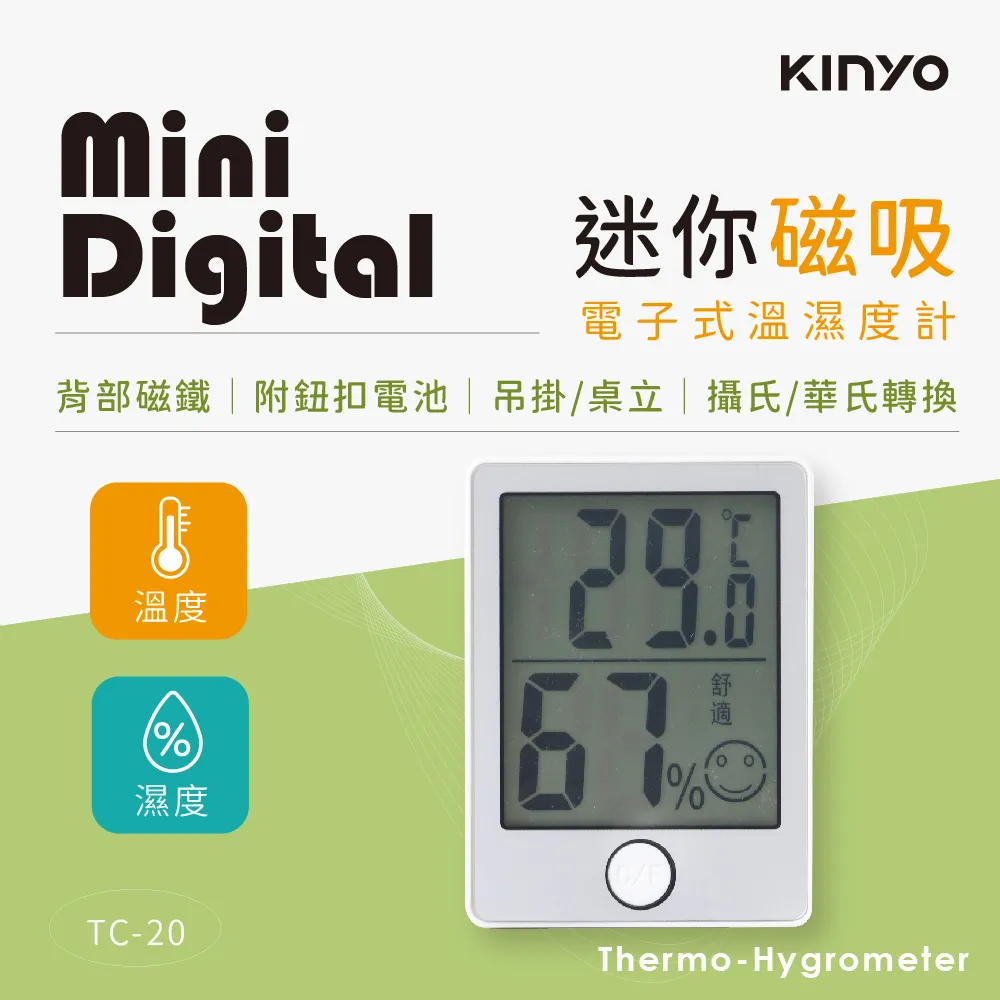 KINYO
Mini
Digital
迷你磁吸
電子式溫濕度計
背部磁鐵｜附鈕扣電池｜吊掛/桌立｜攝氏/華氏轉換
溫度
濕度
29.0℃
67%
舒適
C/F
TC-20
Thermo-Hygrometer